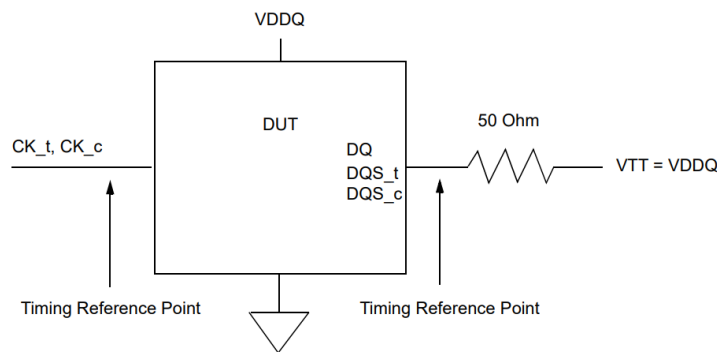 VDDQ
DUT
50 Ohm
CK_t, CK_c
DQ
DQS_t
DQS_c
VTT = VDDQ
Timing Reference Point
Timing Reference Point